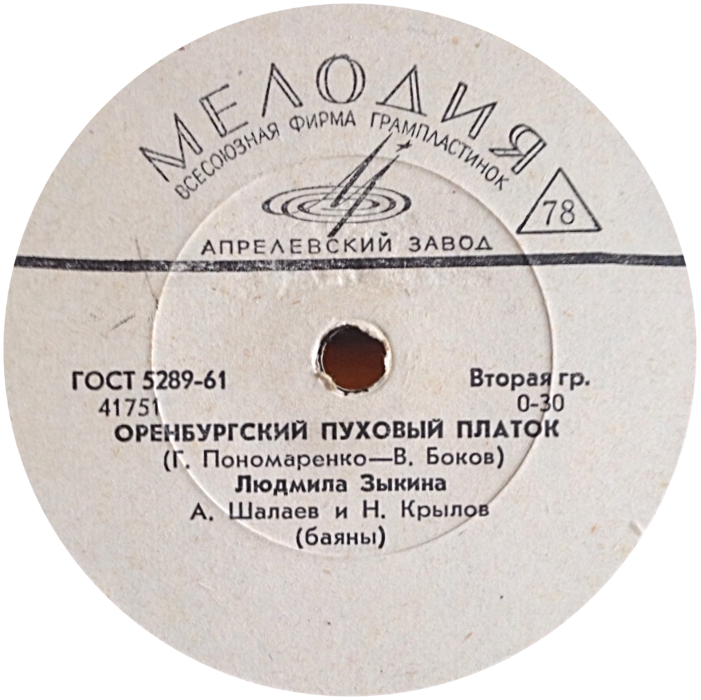 МЕЛОДИЯ
ВСЕСОЮЗНАЯ ФИРМА ГРАМПЛАСТИНОК
78
АПРЕЛЕВСКИЙ ЗАВОД
ГОСТ 5289-61 Вторая гр.
41751 0-30
ОРЕНБУРГСКИЙ ПУХОВЫЙ ПЛАТОК
(Г. Пономаренко—В. Боков)
Людмила Зыкина
А. Шалаев и Н. Крылов
(баяны)